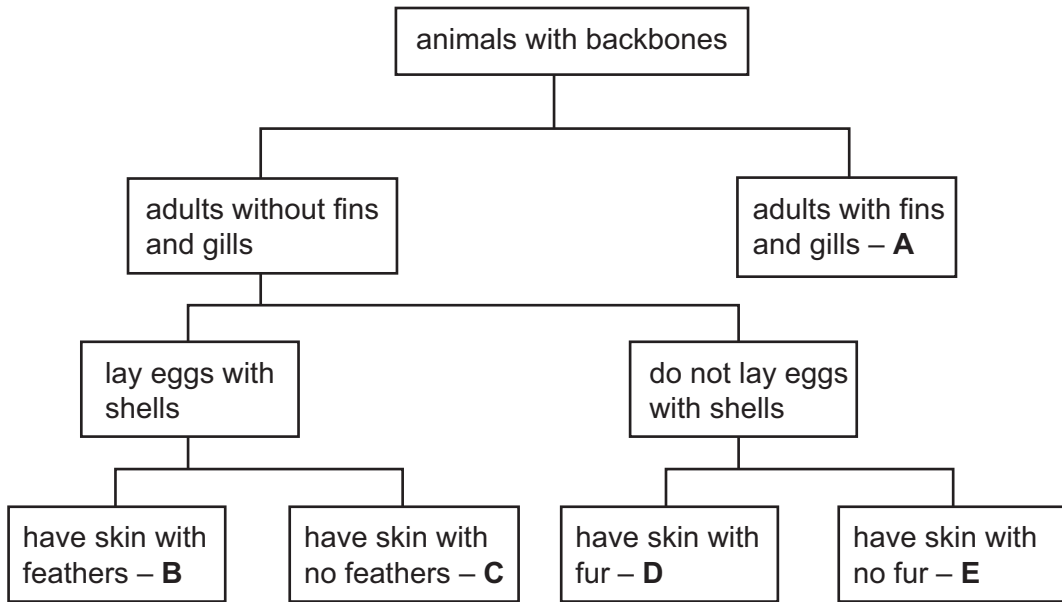 animals with backbones
adults without fins
and gills
adults with fins
and gills – A
lay eggs with
shells
do not lay eggs
with shells
have skin with
feathers – B
have skin with
no feathers – C
have skin with
fur – D
have skin with
no fur – E